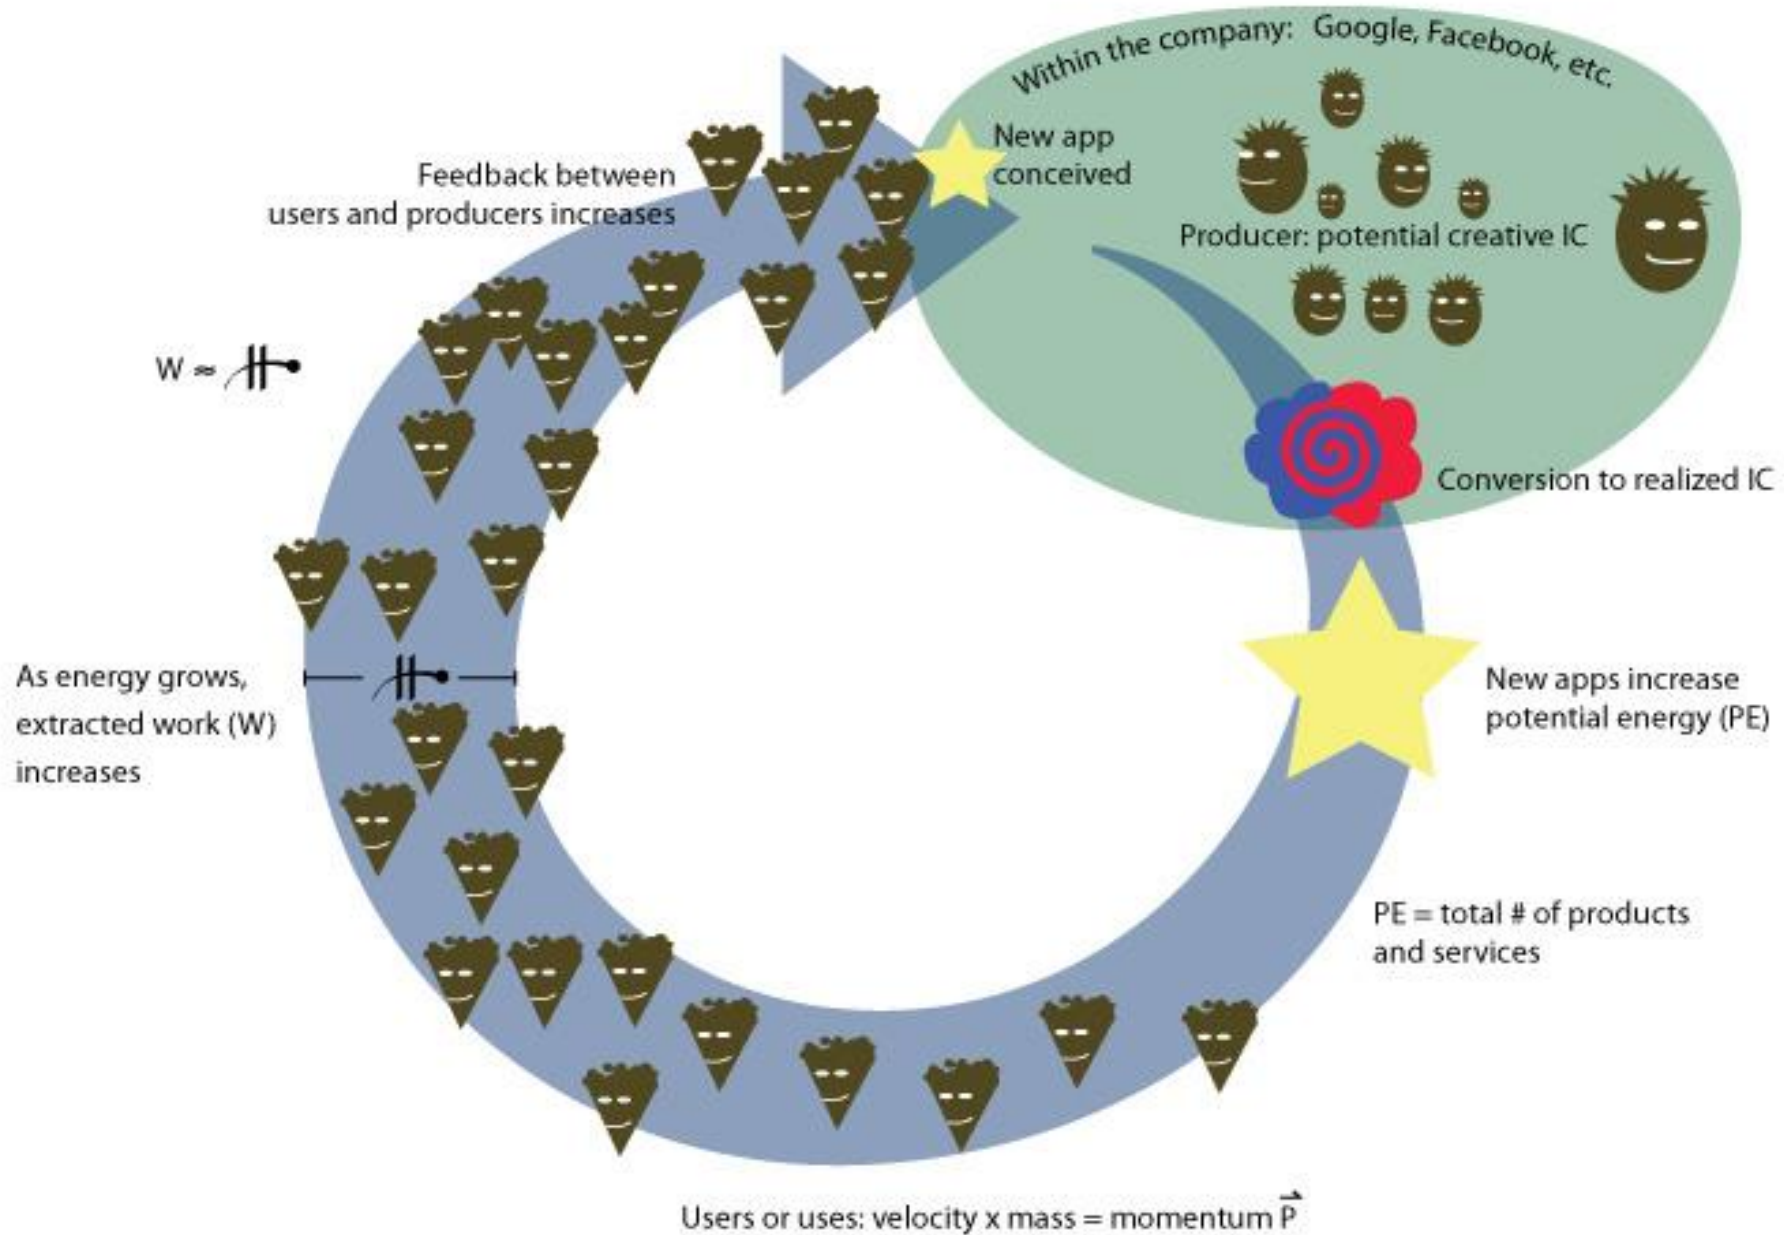 Within the company: Google, Facebook, etc.
New app
conceived
Feedback between
users and producers increases
Producer: potential creative IC
W ≈
Conversion to realized IC
As energy grows,
extracted work (W)
increases
New apps increase
potential energy (PE)
PE = total # of products
and services
Users or uses: velocity x mass = momentum P⃗